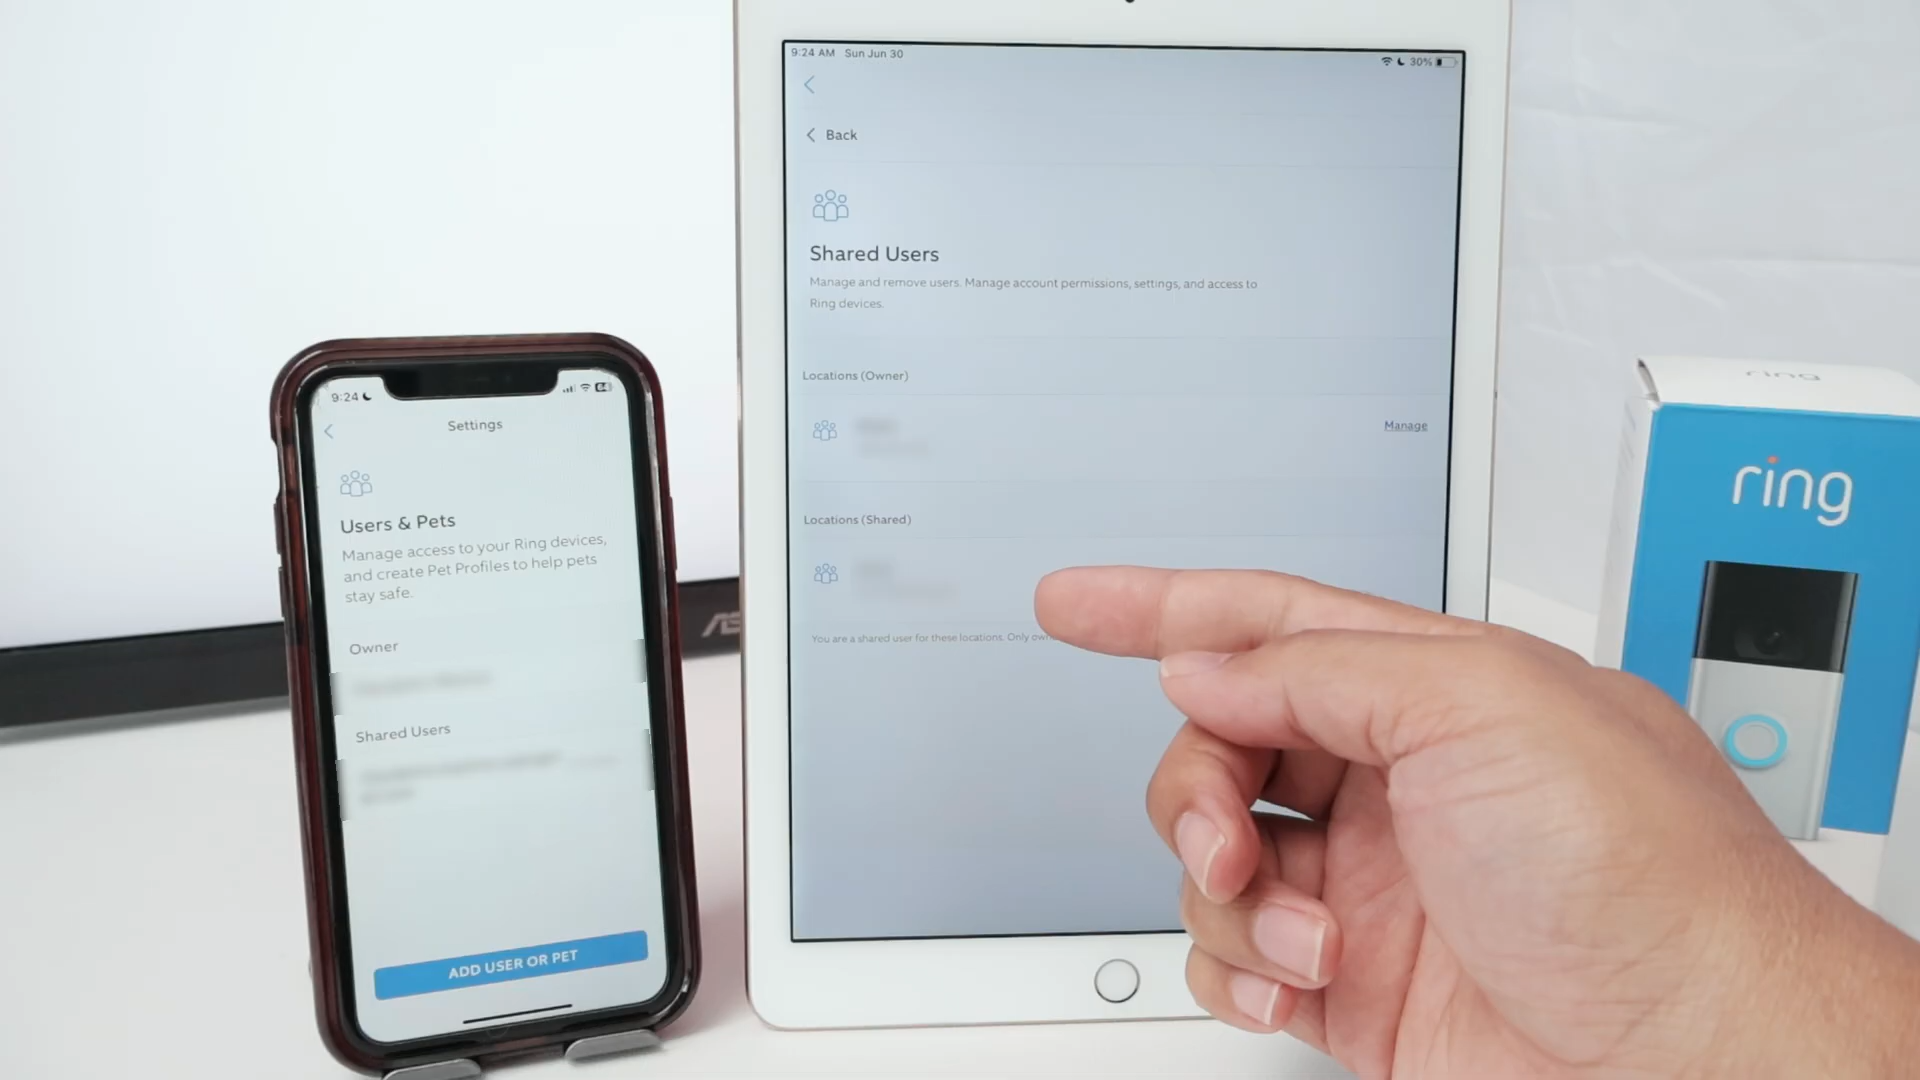 9:24
Settings
Users & Pets
Manage access to your Ring devices,
and create Pet Profiles to help pets
stay safe.
Owner
Shared Users
ADD USER OR PET
9:24 AM Sun Jun 30
30%
Back
Shared Users
Manage and remove users. Manage account permissions, settings, and access to
Ring devices.
Locations (Owner)
Manage
Locations (Shared)
You are a shared user for these locations. Only
ring
ring